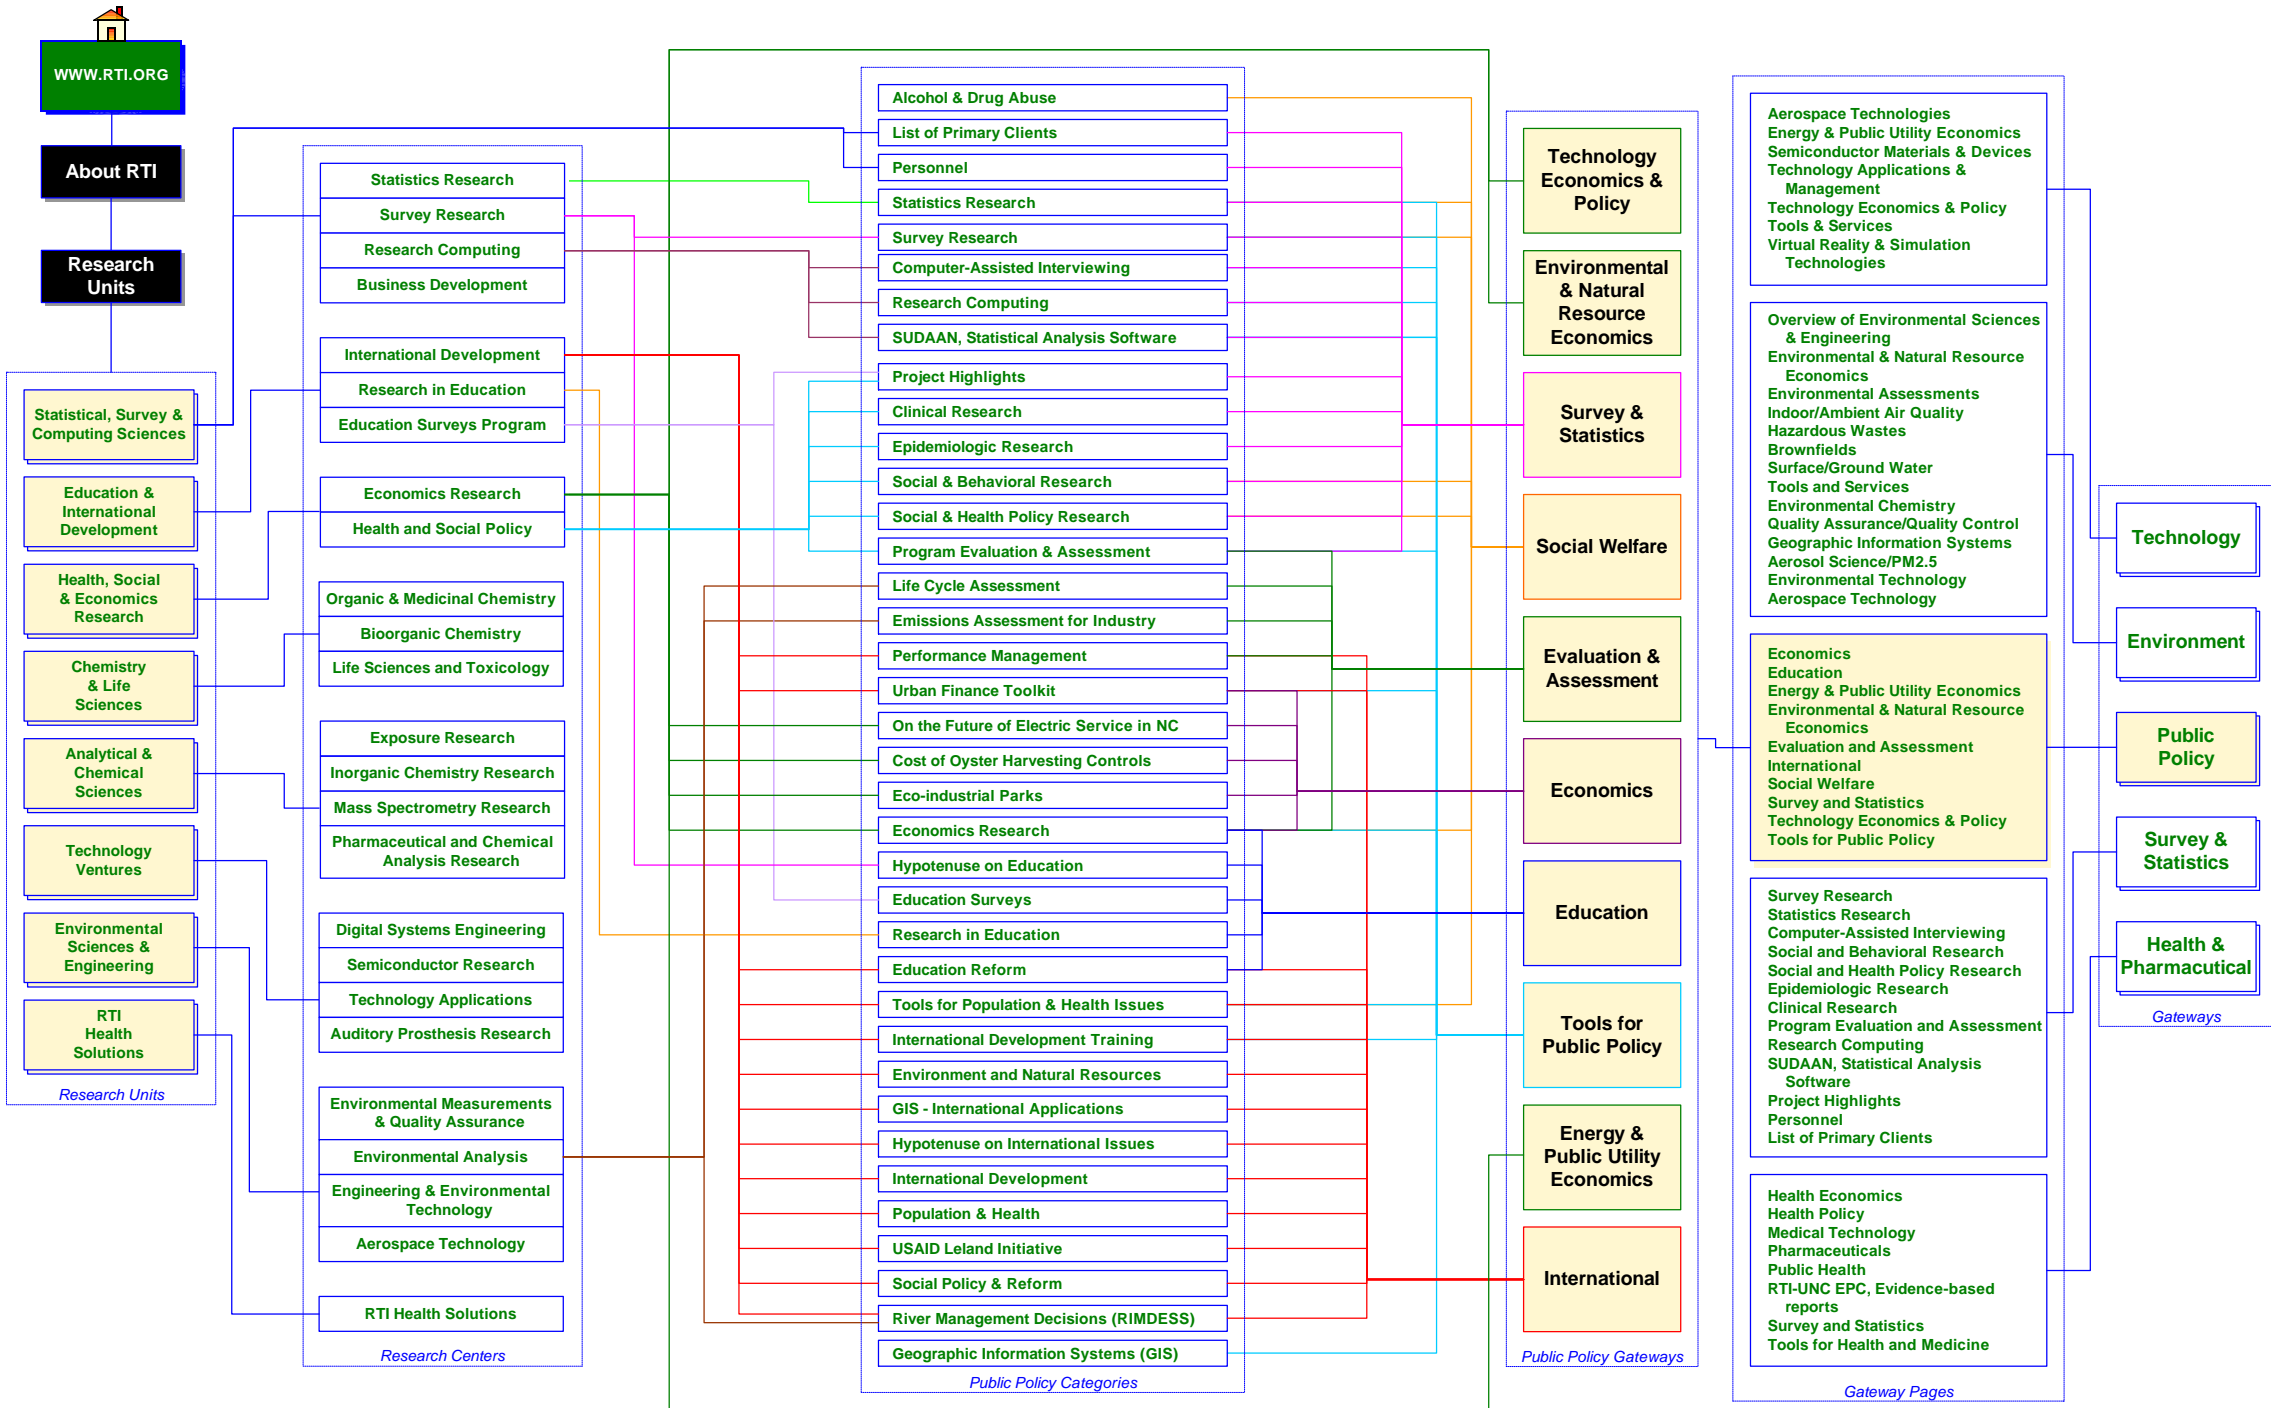 WWW.RTI.ORG
About RTI
Research
Units
Statistical, Survey &
Computing Sciences
Education &
International
Development
Health, Social
& Economics
Research
Chemistry
& Life
Sciences
Analytical &
Chemical
Sciences
Technology
Ventures
Environmental
Sciences &
Engineering
RTI
Health
Solutions
Research Units
Statistics Research
Survey Research
Research Computing
Business Development
International Development
Research in Education
Education Surveys Program
Economics Research
Health and Social Policy
Organic & Medicinal Chemistry
Bioorganic Chemistry
Life Sciences and Toxicology
Exposure Research
Inorganic Chemistry Research
Mass Spectrometry Research
Pharmaceutical and Chemical
Analysis Research
Digital Systems Engineering
Semiconductor Research
Technology Applications
Auditory Prosthesis Research
Environmental Measurements
& Quality Assurance
Environmental Analysis
Engineering & Environmental
Technology
Aerospace Technology
RTI Health Solutions
Research Centers
Alcohol & Drug Abuse
List of Primary Clients
Personnel
Statistics Research
Survey Research
Computer-Assisted Interviewing
Research Computing
SUDAAN, Statistical Analysis Software
Project Highlights
Clinical Research
Epidemiologic Research
Social & Behavioral Research
Social & Health Policy Research
Program Evaluation & Assessment
Life Cycle Assessment
Emissions Assessment for Industry
Performance Management
Urban Finance Toolkit
On the Future of Electric Service in NC
Cost of Oyster Harvesting Controls
Eco-industrial Parks
Economics Research
Hypotenuse on Education
Education Surveys
Research in Education
Education Reform
Tools for Population & Health Issues
International Development Training
Environment and Natural Resources
GIS - International Applications
Hypotenuse on International Issues
International Development
Population & Health
USAID Leland Initiative
Social Policy & Reform
River Management Decisions (RIMDESS)
Geographic Information Systems (GIS)
Public Policy Categories
Technology
Economics &
Policy
Environmental
& Natural
Resource
Economics
Survey &
Statistics
Social Welfare
Evaluation &
Assessment
Economics
Education
Tools for
Public Policy
Energy &
Public Utility
Economics
International
Public Policy Gateways
Aerospace Technologies
Energy & Public Utility Economics
Semiconductor Materials & Devices
Technology Applications &
Management
Technology Economics & Policy
Tools & Services
Virtual Reality & Simulation
Technologies
Overview of Environmental Sciences
& Engineering
Environmental & Natural Resource
Economics
Environmental Assessments
Indoor/Ambient Air Quality
Hazardous Wastes
Brownfields
Surface/Ground Water
Tools and Services
Environmental Chemistry
Quality Assurance/Quality Control
Geographic Information Systems
Aerosol Science/PM2.5
Environmental Technology
Aerospace Technology
Economics
Education
Energy & Public Utility Economics
Environmental & Natural Resource
Economics
Evaluation and Assessment
International
Social Welfare
Survey and Statistics
Technology Economics & Policy
Tools for Public Policy
Survey Research
Statistics Research
Computer-Assisted Interviewing
Social and Behavioral Research
Social and Health Policy Research
Epidemiologic Research
Clinical Research
Program Evaluation and Assessment
Research Computing
SUDAAN, Statistical Analysis
Software
Project Highlights
Personnel
List of Primary Clients
Health Economics
Health Policy
Medical Technology
Pharmaceuticals
Public Health
RTI-UNC EPC, Evidence-based
reports
Survey and Statistics
Tools for Health and Medicine
Gateway Pages
Technology
Environment
Public
Policy
Survey &
Statistics
Health &
Pharmacutical
Gateways